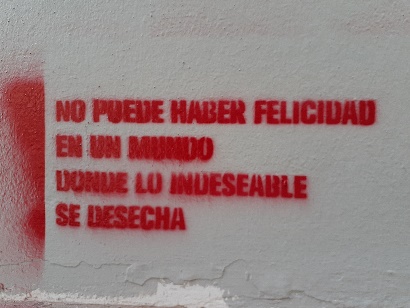 NO PUEDE HABER FELICIDAD
EN UN MUNDO
DONDE LO INDESEABLE
SE DESECHA